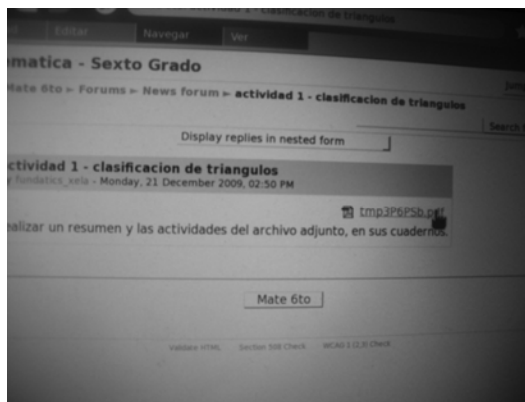 Editar Navegar Ver
ematica - Sexto Grado
Mate 6to ► Forums ► News forum ► actividad 1 - clasificacion de triangulos
Search
Display replies in nested form
ctividad 1 - clasificacion de triangulos
y fundatics_xela - Monday, 21 December 2009, 02:50 PM
tmp3P6PSb.pdf
ealizar un resumen y las actividades del archivo adjunto, en sus cuadernos.
Mate 6to
Validate HTML Section 508 Check WCAG 1 (2,3) Check